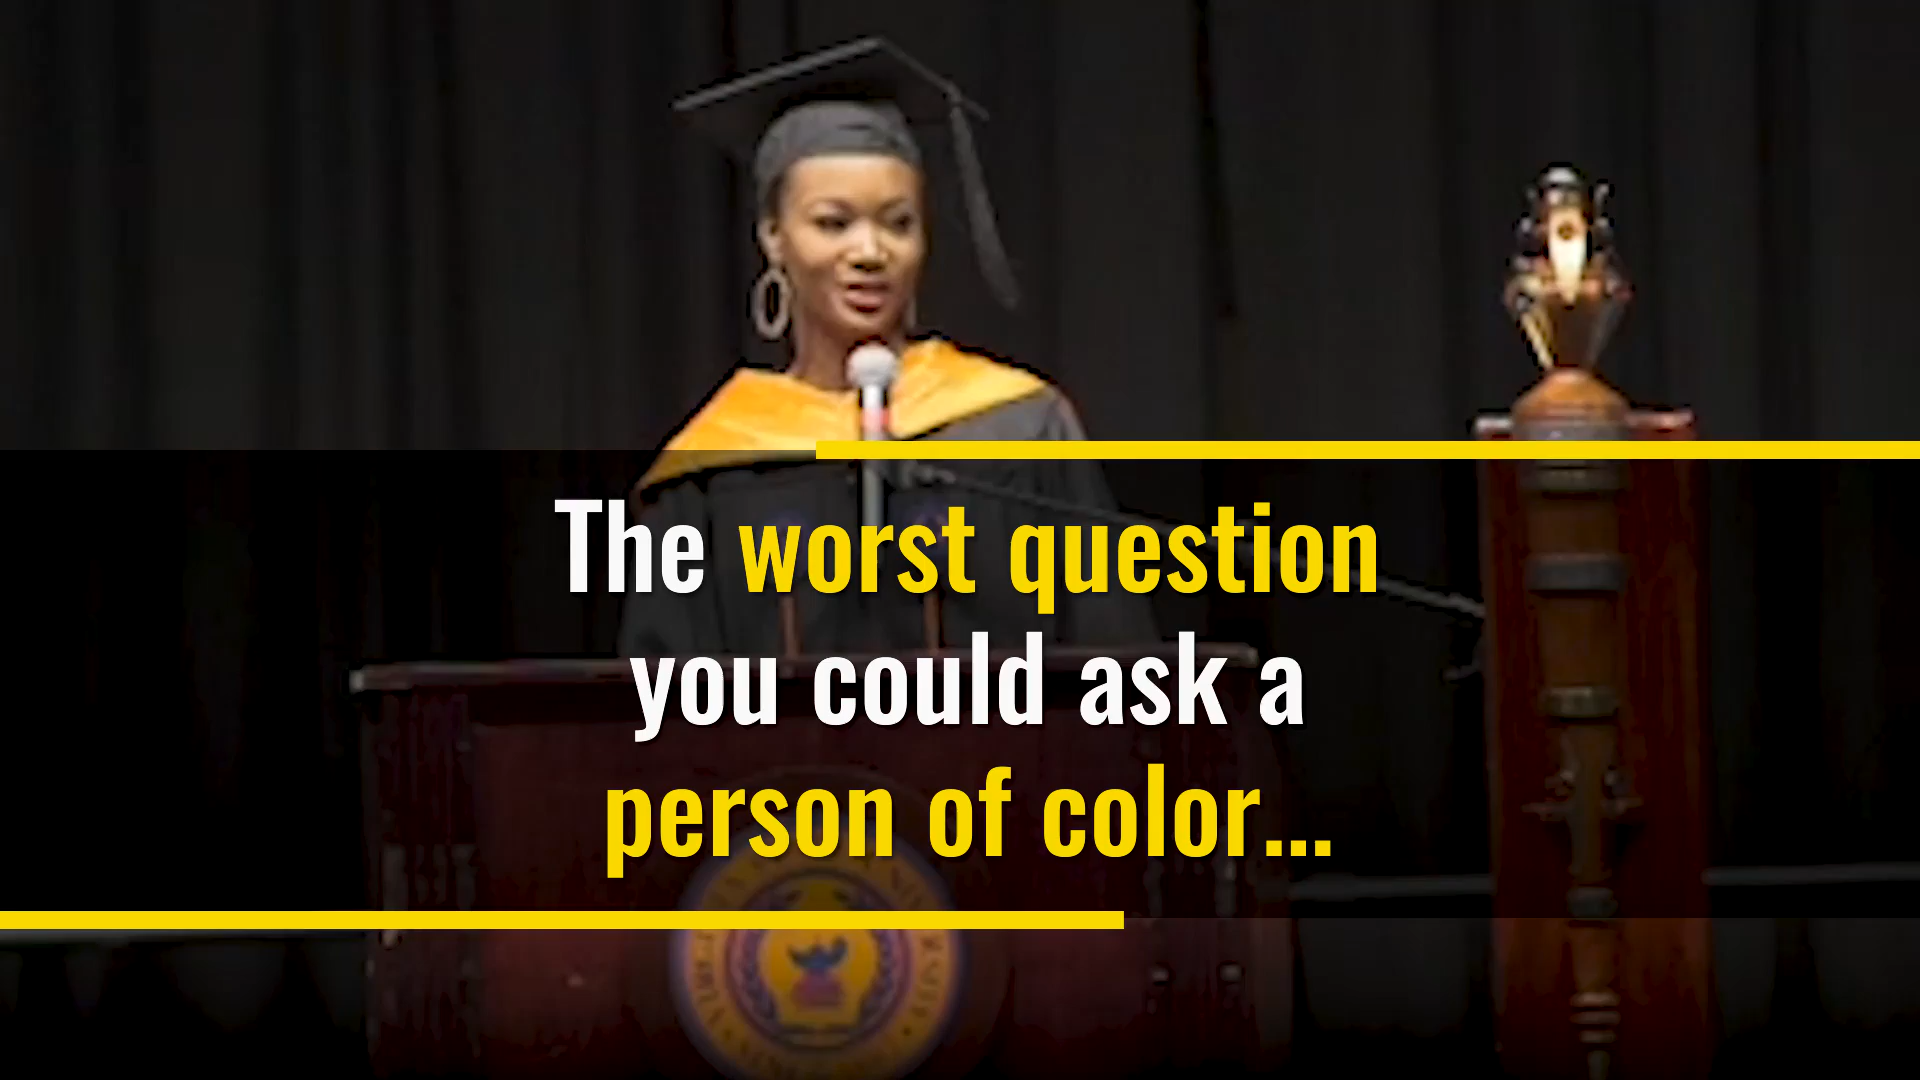 The worst question
you could ask a
person of color...